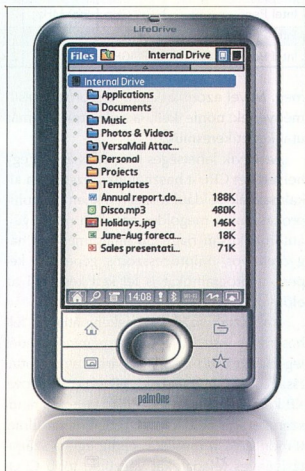 LifeDrive
Files Internal Drive
Internal Drive
Applications
Documents
Music
Photos & Videos
VersaMail Attac...
Personal
Projects
Templates
Annual report.do... 188K
Disco.mp3 480K
Holidays.jpg 146K
June-Aug foreca... 18K
Sales presentati... 71K
14:08
palmOne